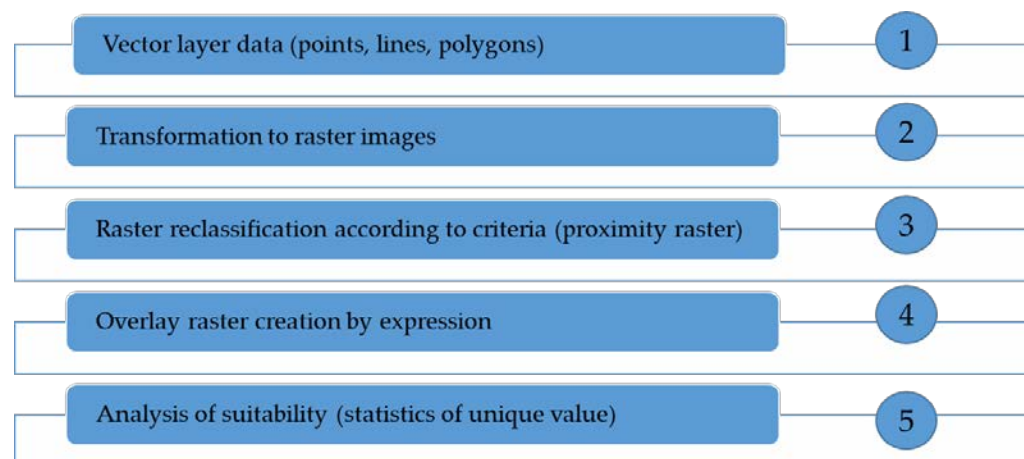 Vector layer data (points, lines, polygons) 1
Transformation to raster images 2
Raster reclassification according to criteria (proximity raster) 3
Overlay raster creation by expression 4
Analysis of suitability (statistics of unique value) 5